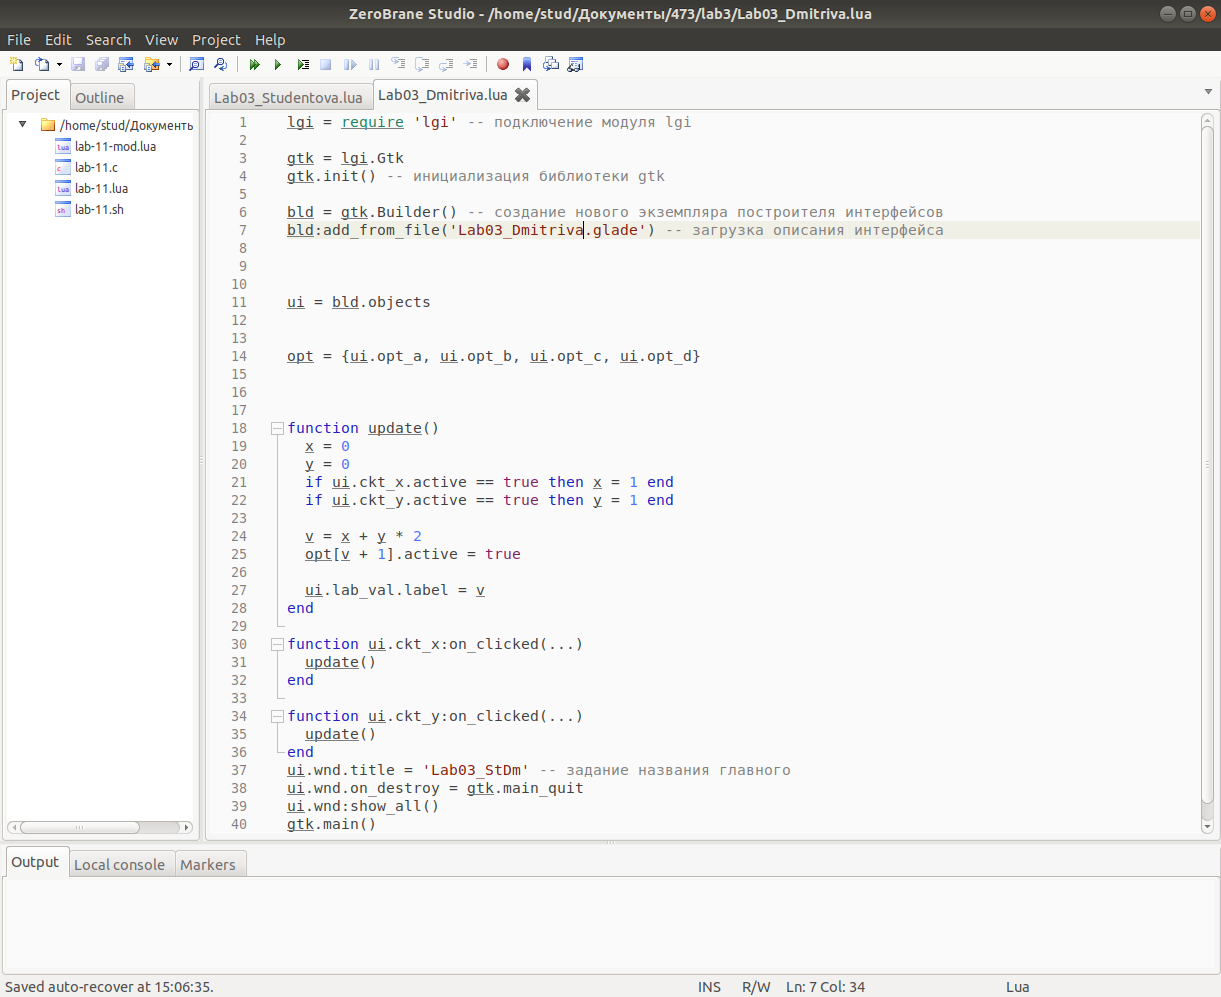 ZeroBrane Studio - /home/stud/Документы/473/lab3/Lab03_Dmitriva.lua
File Edit Search View Project Help
Project Outline
/home/stud/Документь
lab-11-mod.lua
lab-11.c
lab-11.lua
lab-11.sh
Lab03_Studentova.lua Lab03_Dmitriva.lua
1 lgi = require 'lgi' -- подключение модуля lgi
2
3 gtk = lgi.Gtk
4 gtk.init() -- инициализация библиотеки gtk
5
6 bld = gtk.Builder() -- создание нового экземпляра построителя интерфейсов
7 bld:add_from_file('Lab03_Dmitriva.glade') -- загрузка описания интерфейса
8
9
10
11 ui = bld.objects
12
13
14 opt = {ui.opt_a, ui.opt_b, ui.opt_c, ui.opt_d}
15
16
17
18 function update()
19 x = 0
20 y = 0
21 if ui.ckt_x.active == true then x = 1 end
22 if ui.ckt_y.active == true then y = 1 end
23
24 v = x + y * 2
25 opt[v + 1].active = true
26
27 ui.lab_val.label = v
28 end
29
30 function ui.ckt_x:on_clicked(...)
31 update()
32 end
33
34 function ui.ckt_y:on_clicked(...)
35 update()
36 end
37 ui.wnd.title = 'Lab03_StDm' -- задание названия главного
38 ui.wnd.on_destroy = gtk.main_quit
39 ui.wnd:show_all()
40 gtk.main()
Output Local console Markers
Saved auto-recover at 15:06:35. INS R/W Ln: 7 Col: 34 Lua